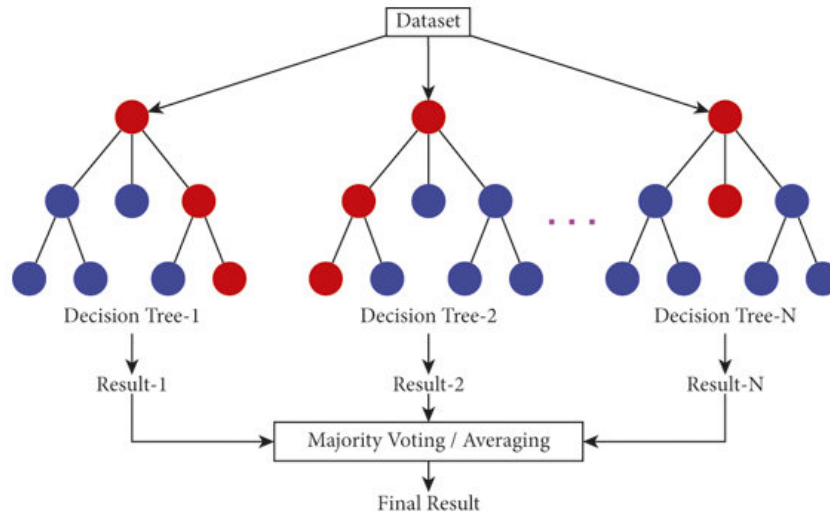 Dataset
Decision Tree-1
Decision Tree-2
Decision Tree-N
Result-1
Result-2
Result-N
Majority Voting / Averaging
Final Result